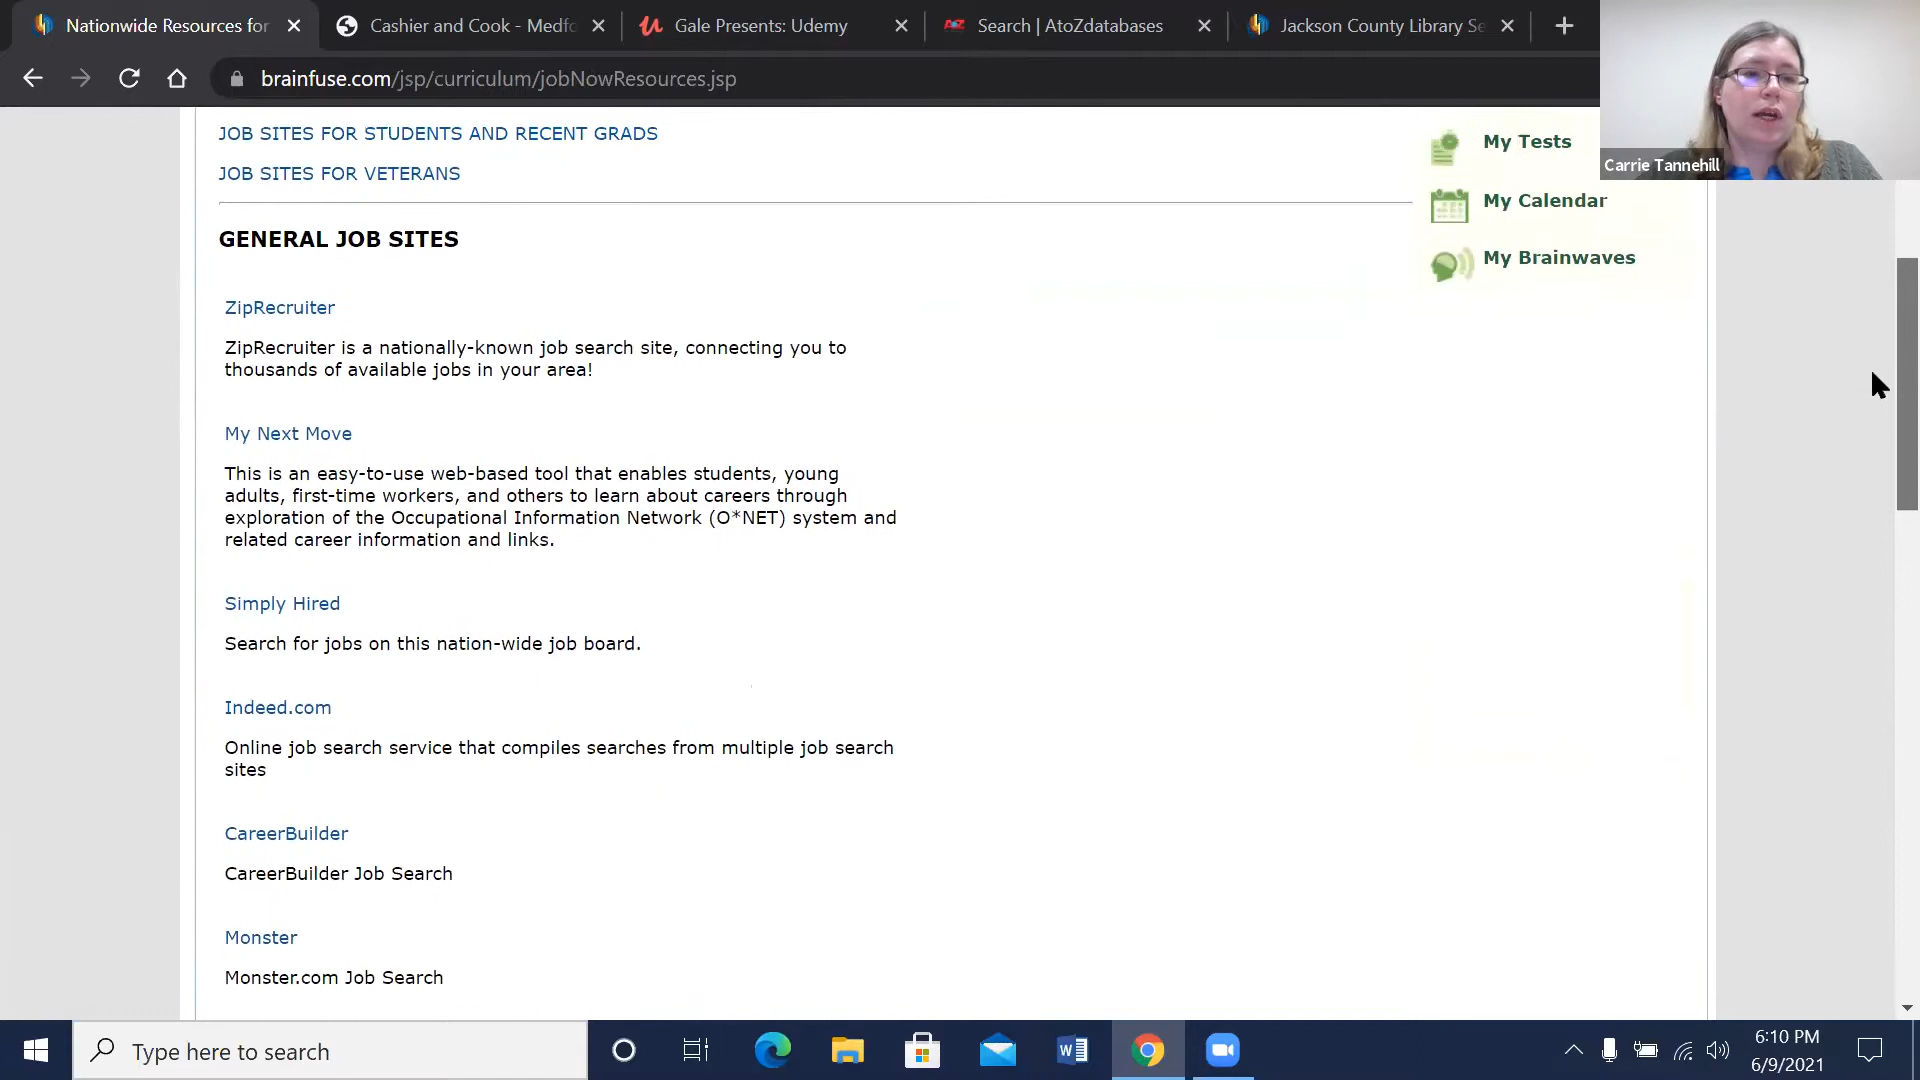 Nationwide Resources for
Cashier and Cook - Medfo
Gale Presents: Udemy
Search | AtoZdatabases
Jackson County Library Se
brainfuse.com/jsp/curriculum/jobNowResources.jsp
Carrie Tannehill
JOB SITES FOR STUDENTS AND RECENT GRADS
JOB SITES FOR VETERANS
My Tests
My Calendar
My Brainwaves
GENERAL JOB SITES
ZipRecruiter
ZipRecruiter is a nationally-known job search site, connecting you to
thousands of available jobs in your area!
My Next Move
This is an easy-to-use web-based tool that enables students, young
adults, first-time workers, and others to learn about careers through
exploration of the Occupational Information Network (O*NET) system and
related career information and links.
Simply Hired
Search for jobs on this nation-wide job board.
Indeed.com
Online job search service that compiles searches from multiple job search
sites
CareerBuilder
CareerBuilder Job Search
Monster
Monster.com Job Search
Type here to search
6:10 PM
6/9/2021